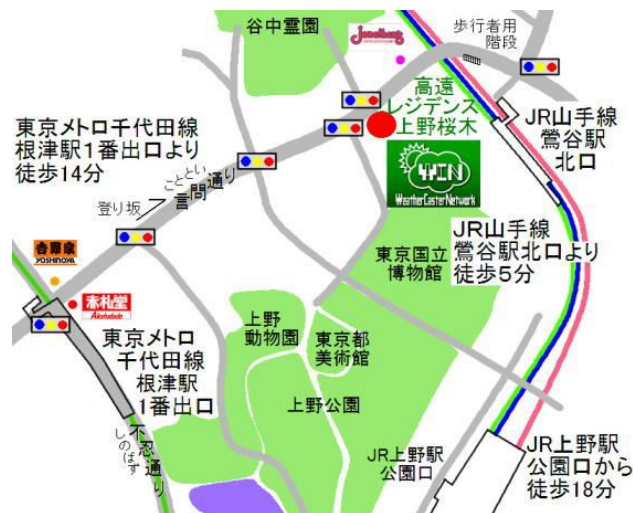 谷中霊園
Jonathan's
歩行者用
階段
高遠
レジデンス
上野桜木
JR山手線
鶯谷駅
北口
東京メトロ千代田線
根津駅1番出口より
徒歩14分
こととい
言問通り
登り坂
WIN
WeatherCasterNetwork
JR山手線
鶯谷駅北口より
徒歩5分
東京国立
博物館
吉野家
YOSHINOYA
赤札堂
Akafudado
上野
動物園
東京都
美術館
東京メトロ
千代田線
根津駅
1番出口
上野公園
しのばず
不忍通り
JR上野駅
公園口
JR上野駅
公園口から
徒歩18分